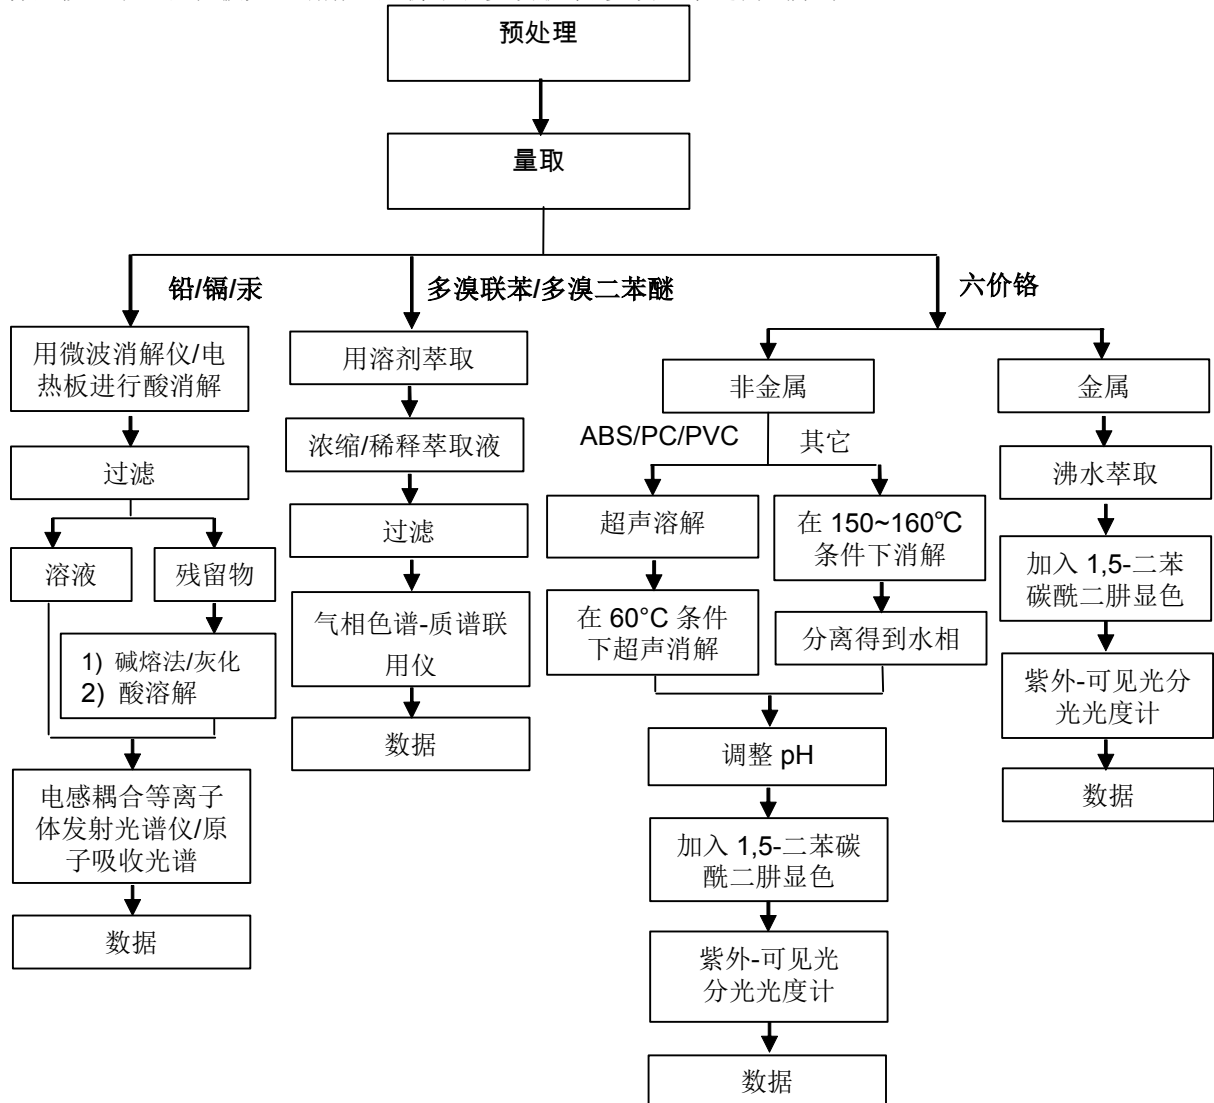 预处理
量取
铅/镉/汞
多溴联苯/多溴二苯醚
六价铬
用微波消解仪/电
热板进行酸消解
过滤
溶液
残留物
1) 碱熔法/灰化
2) 酸溶解
电感耦合等离子
体发射光谱仪/原
子吸收光谱
数据
用溶剂萃取
浓缩/稀释萃取液
过滤
气相色谱-质谱联
用仪
数据
非金属
ABS/PC/PVC
其它
超声溶解
在 60°C 条件
下超声消解
在 150~160℃
条件下消解
分离得到水相
调整 pH
加入 1,5-二苯碳
酰二肼显色
紫外-可见光
分光光度计
数据
金属
沸水萃取
加入 1,5-二苯
碳酰二肼显色
紫外-可见光分
光光度计
数据